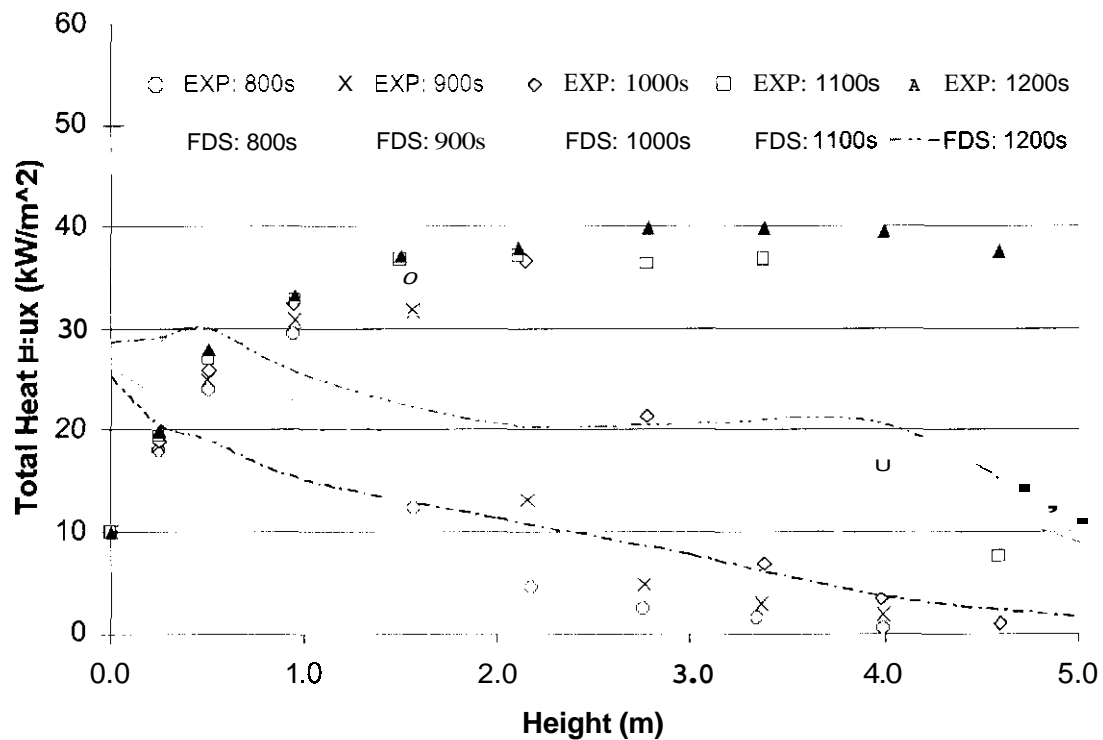 60
EXP: 800s EXP: 900s EXP: 1000s EXP: 1100s EXP: 1200s
50
FDS: 800s FDS: 900s FDS: 1000s FDS: 1100s FDS: 1200s
40
30
20
10
0
0.0 1.0 2.0 3.0 4.0 5.0
Height (m)
Total Heat (kW/m^2)